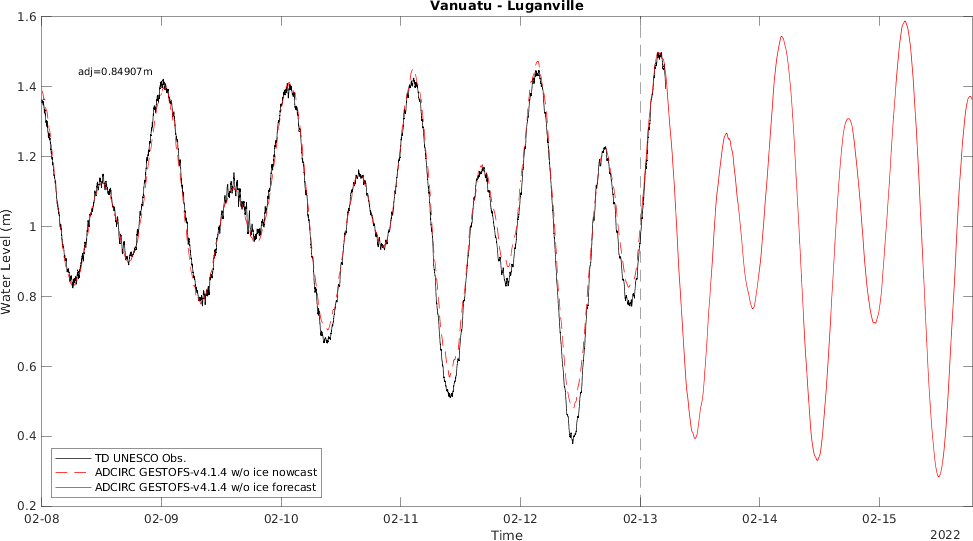 Vanuatu - Luganville
1.6
adj=0.84907m
1.4
1.2
1
0.8
0.6
0.4
0.2
Water Level (m)
TD UNESCO Obs.
ADCIRC GESTOFS-v4.1.4 w/o ice nowcast
ADCIRC GESTOFS-v4.1.4 w/o ice forecast
02-08 02-09 02-10 02-11 02-12 02-13 02-14 02-15
Time
2022